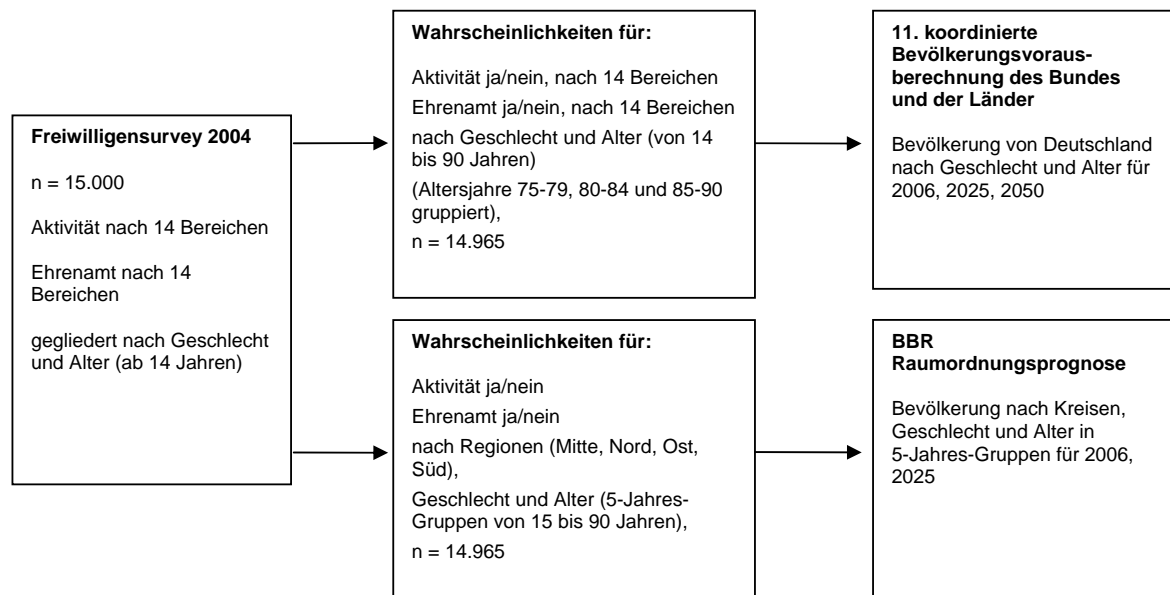 Freiwilligensurvey 2004
n = 15.000
Aktivität nach 14 Bereichen
Ehrenamt nach 14
Bereichen
gegliedert nach Geschlecht
und Alter (ab 14 Jahren)
Wahrscheinlichkeiten für:
Aktivität ja/nein, nach 14 Bereichen
Ehrenamt ja/nein, nach 14 Bereichen
nach Geschlecht und Alter (von 14
bis 90 Jahren)
(Altersjahre 75-79, 80-84 und 85-90
gruppiert),
n = 14.965
11. koordinierte
Bevölkerungsvoraus-
berechnung des Bundes
und der Länder
Bevölkerung von Deutschland
nach Geschlecht und Alter für
2006, 2025, 2050
Wahrscheinlichkeiten für:
Aktivität ja/nein
Ehrenamt ja/nein
nach Regionen (Mitte, Nord, Ost,
Süd),
Geschlecht und Alter (5-Jahres-
Gruppen von 15 bis 90 Jahren),
n = 14.965
BBR
Raumordnungsprognose
Bevölkerung nach Kreisen,
Geschlecht und Alter in
5-Jahres-Gruppen für 2006,
2025